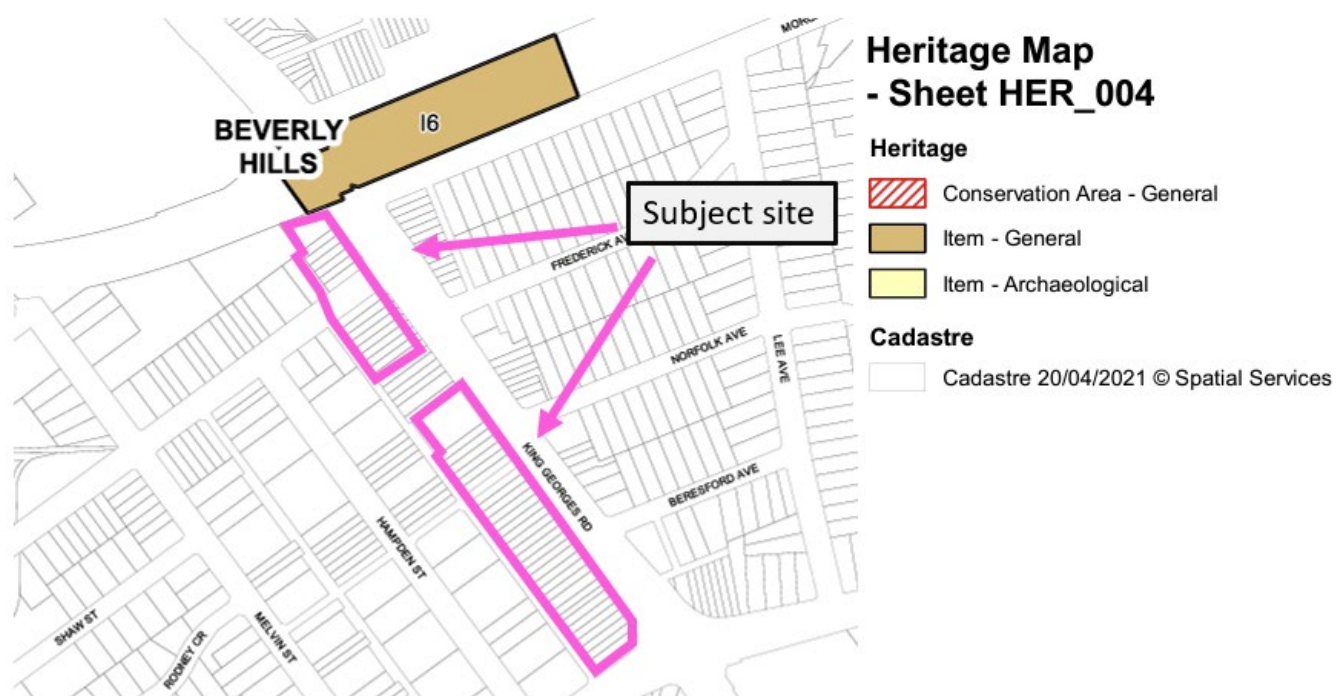 MORG
BEVERLY
HILLS
I6
Subject site
FREDERICK AV
NORFOLK AVE
LEE AVE
KING GEORGES RD
BERESFORD AVE
HAMPDEN ST
SHAW ST
MELVIN ST
RODNEY CR
Heritage Map
- Sheet HER_004
Heritage
Conservation Area - General
Item - General
Item - Archaeological
Cadastre
Cadastre 20/04/2021 © Spatial Services